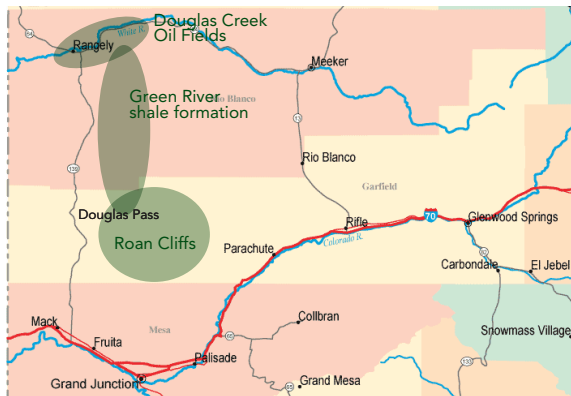 Douglas Creek
Oil Fields
64
White R.
Rangely
Meeker
Green River
shale formation
Blanco
13
Rio Blanco
139
Garfield
Douglas Pass
Roan Cliffs
Rifle
70
Glenwood Springs
Colorado R.
Parachute
82
Carbondale
El Jebel
Mack
Mesa
Collbran
65
Snowmass Village
Fruita
Palisade
133
Grand Junction
65
Grand Mesa